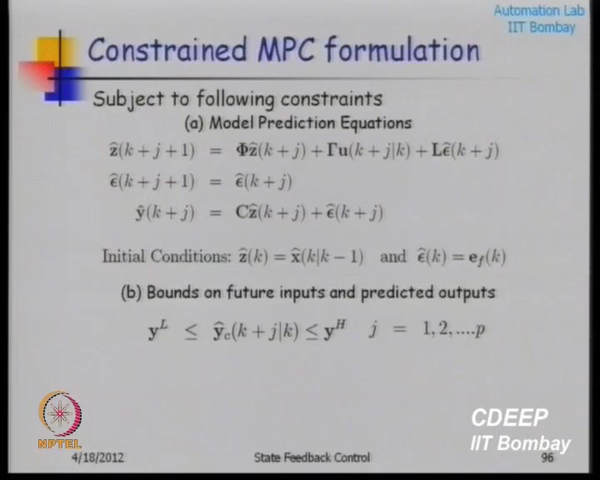 Automation Lab
IIT Bombay
Constrained MPC formulation
Subject to following constraints
(a) Model Prediction Equations
ẑ(k + j + 1) = Φẑ(k + j) + Γu(k + j|k) + Lε̂(k + j)
ε̂(k + j + 1) = ε̂(k + j)
ŷ(k + j) = Cẑ(k + j) + ε̂(k + j)
Initial Conditions: ẑ(k) = x̂(k|k − 1) and ε̂(k) = e_f(k)
(b) Bounds on future inputs and predicted outputs
y^L ≤ ŷ_c(k + j|k) ≤ y^H j = 1, 2, ....p
NPTEL
CDEEP
IIT Bombay
4/18/2012 State Feedback Control 96